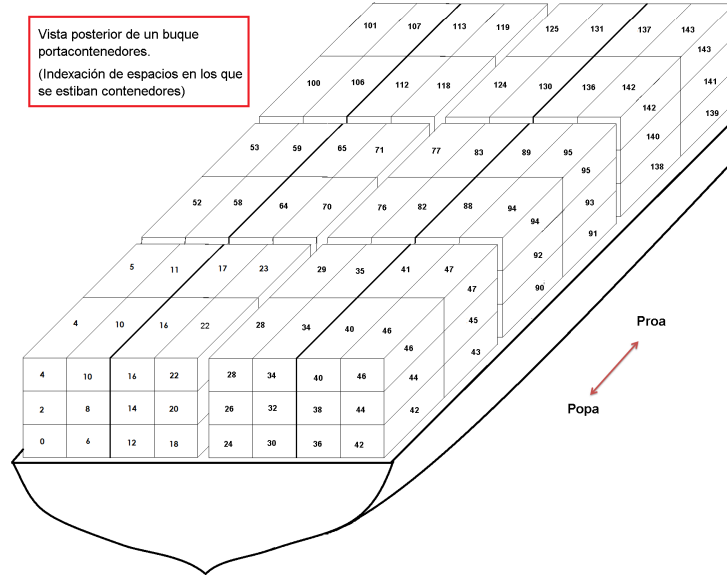 Vista posterior de un buque
portacontenedores.
(Indexación de espacios en los que
se estiban contenedores)
101 107 113 119 125 131 137 143
143
100 106 112 118 124 130 136 142
142 141
140 139
138
53 59 65 71 77 83 89 95
95
52 58 64 70 76 82 88 94
94 93
92 91
90
5 11 17 23 29 35 41 47
47
4 10 16 22 28 34 40 46
46 45
44 43
42
4 10 16 22 28 34 40 46
2 8 14 20 26 32 38 44
0 6 12 18 24 30 36 42
Proa
Popa